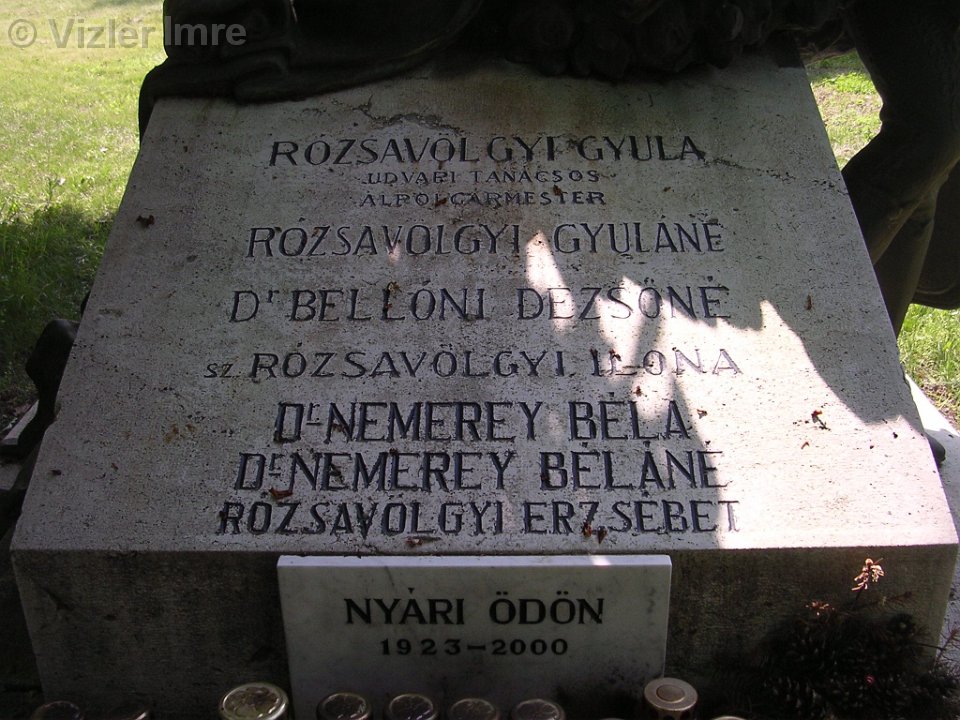 © Vizler Imre
RÓZSAVÖLGYI GYULA
UDVARI TANÁCSOS
ALPOLGÁRMESTER
RÓZSAVÖLGYI GYULÁNÉ
Dr BELLONI DEZSŐNÉ
SZ RÓZSAVÖLGYI ILONA
Dr NEMEREY BÉLA
Dr NEMEREY BÉLÁNÉ
RÓZSAVÖLGYI ERZSÉBET
NYÁRI ÖDÖN
1923-2000